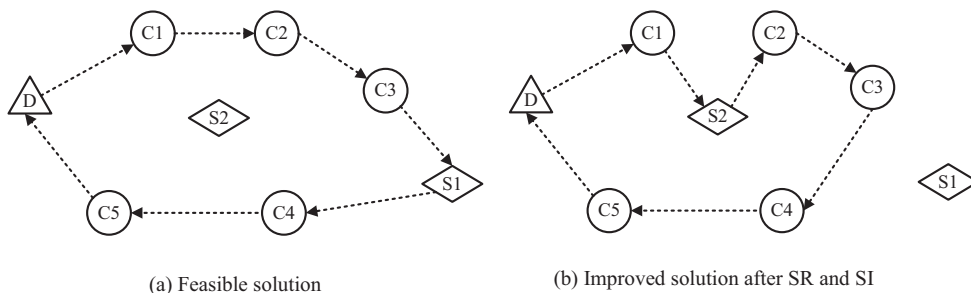 C1
C2
D
C3
S2
S1
C5
C4
(a) Feasible solution
C1
C2
D
C3
S2
S1
C5
C4
(b) Improved solution after SR and SI